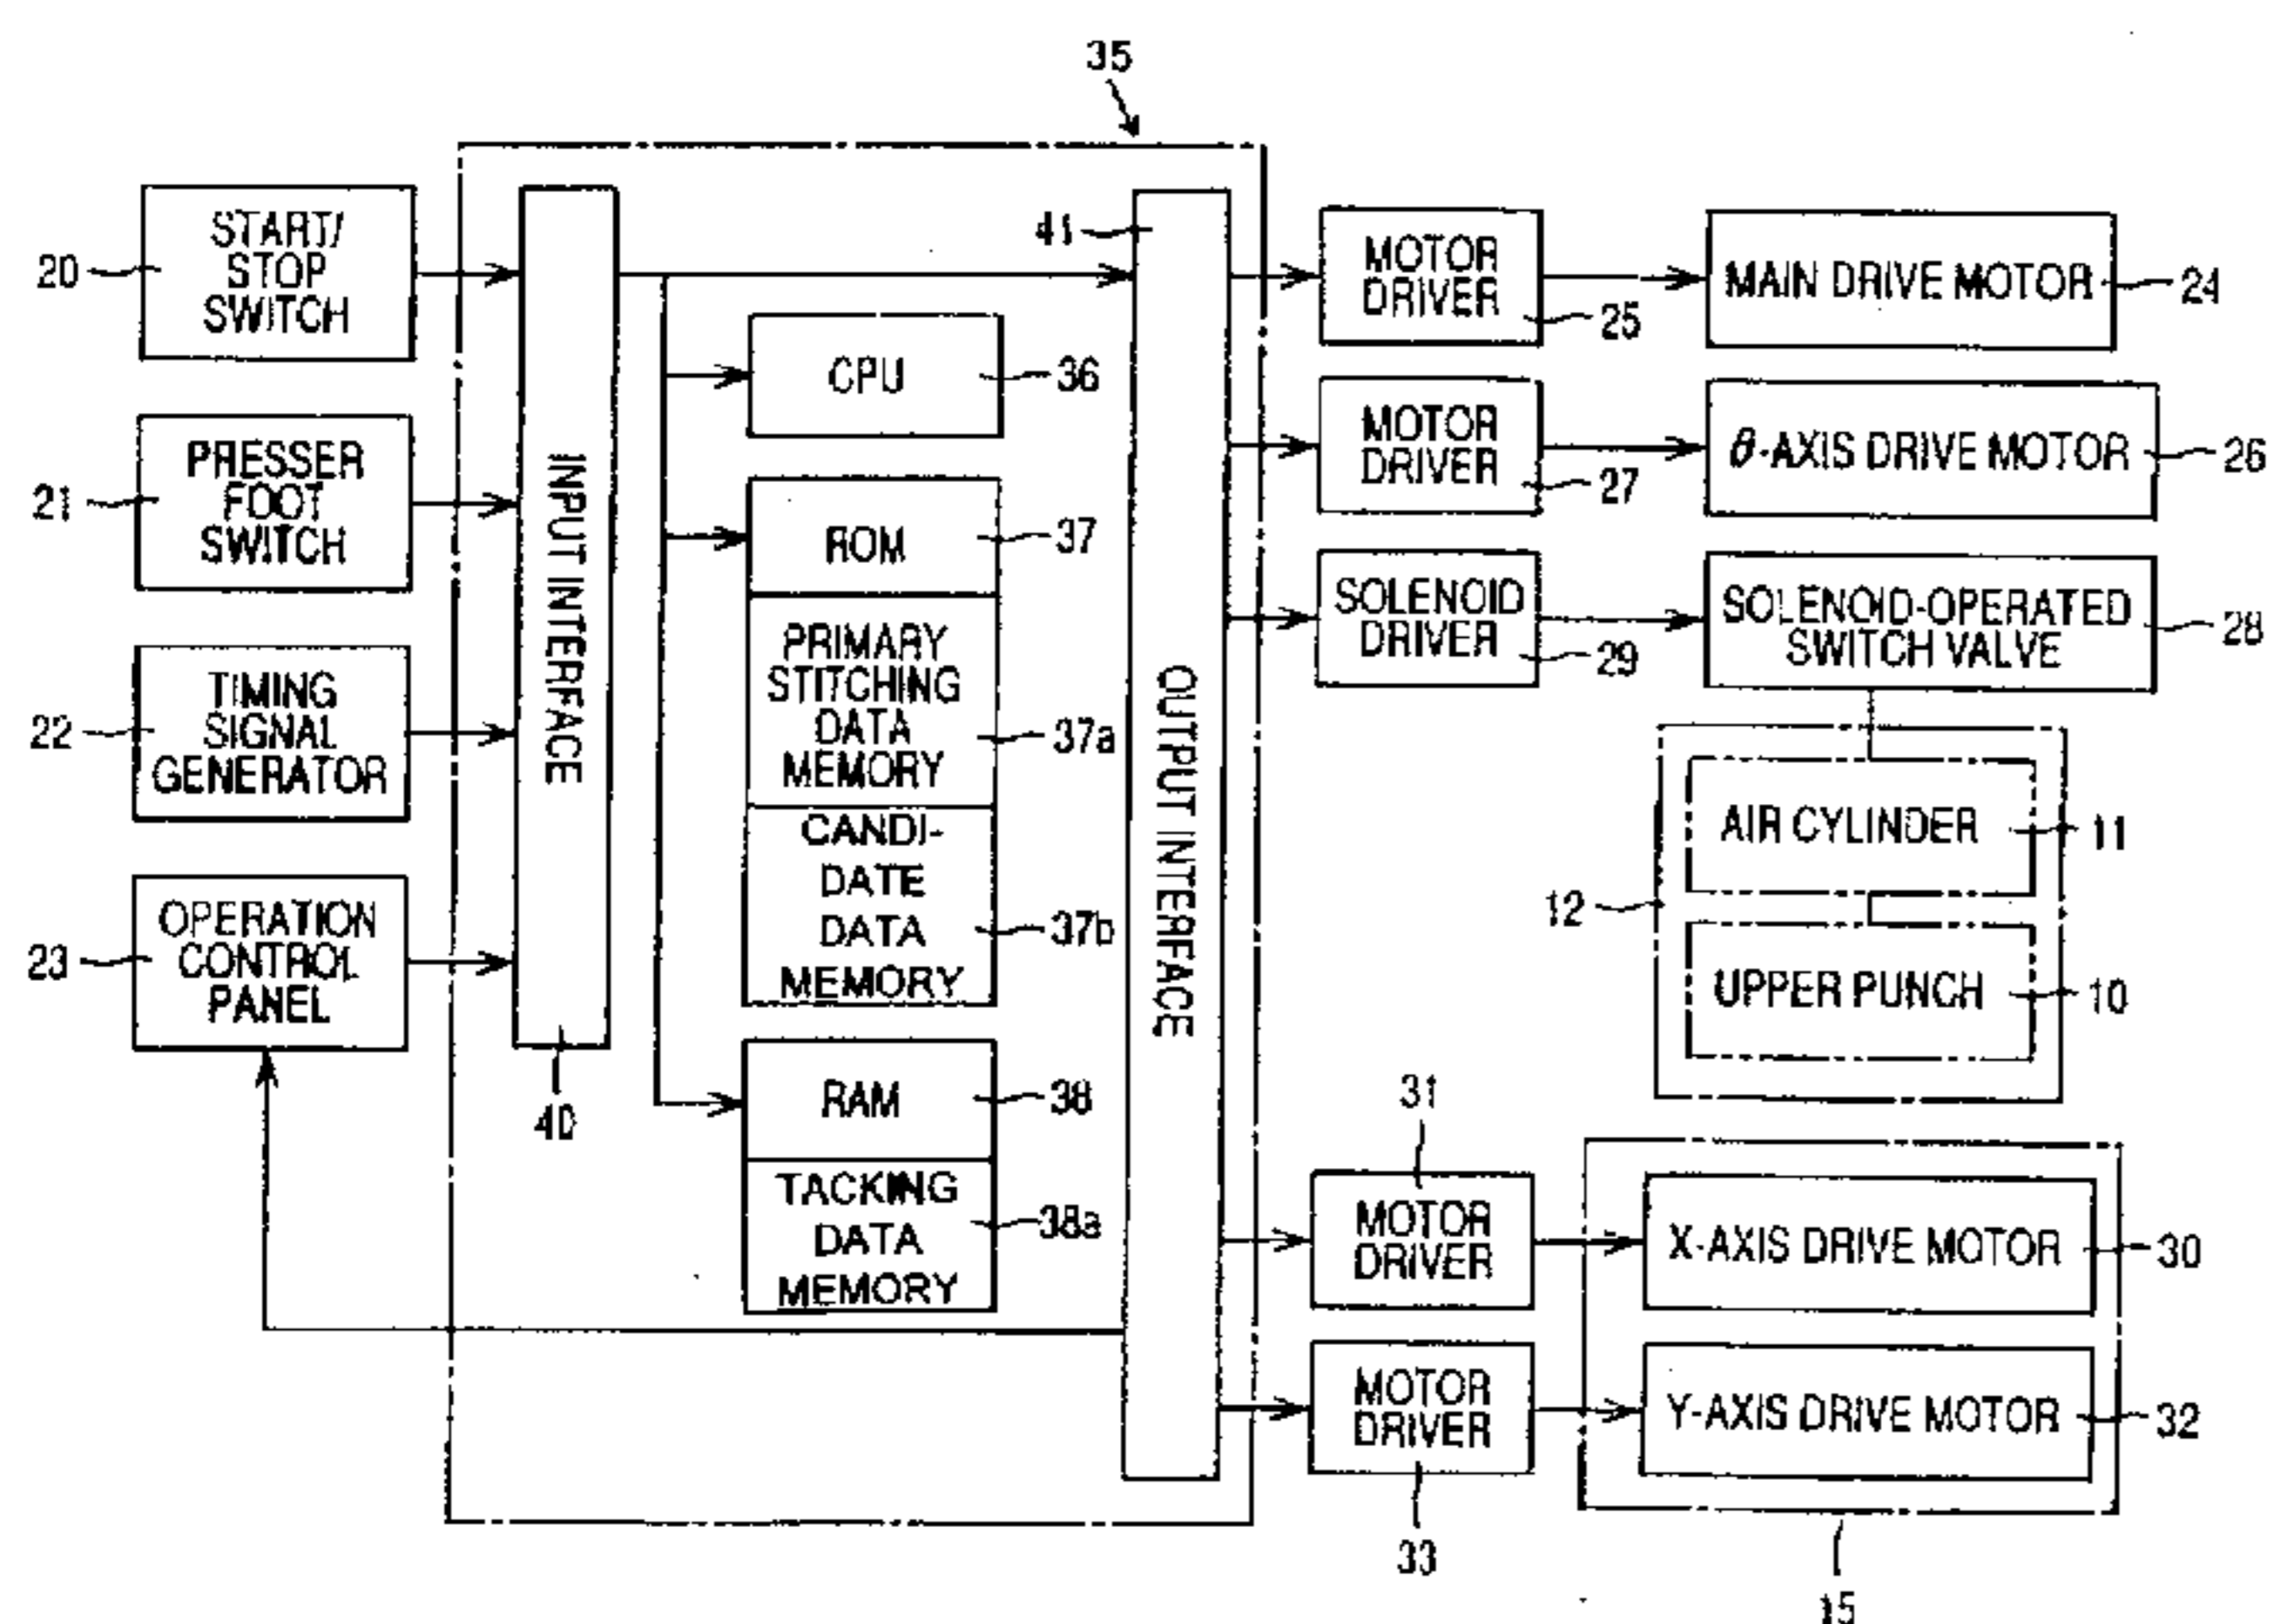 35
START/
STOP
SWITCH
20
PRESSER
FOOT
SWITCH
21
TIMING
SIGNAL
GENERATOR
22
OPERATION
CONTROL
PANEL
23
INPUT INTERFACE
40
CPU
36
ROM
37
PRIMARY
STITCHING
DATA
MEMORY
37a
CANDI-
DATE
DATA
MEMORY
37b
RAM
38
TACKING
DATA
MEMORY
38a
41
OUTPUT INTERFACE
MOTOR
DRIVER
25
MAIN DRIVE MOTOR
24
MOTOR
DRIVER
27
θ-AXIS DRIVE MOTOR
26
SOLENOID
DRIVER
29
SOLENOID-OPERATED
SWITCH VALVE
28
AIR CYLINDER
11
12
UPPER PUNCH
10
31
MOTOR
DRIVER
X-AXIS DRIVE MOTOR
30
MOTOR
DRIVER
33
Y-AXIS DRIVE MOTOR
32
15